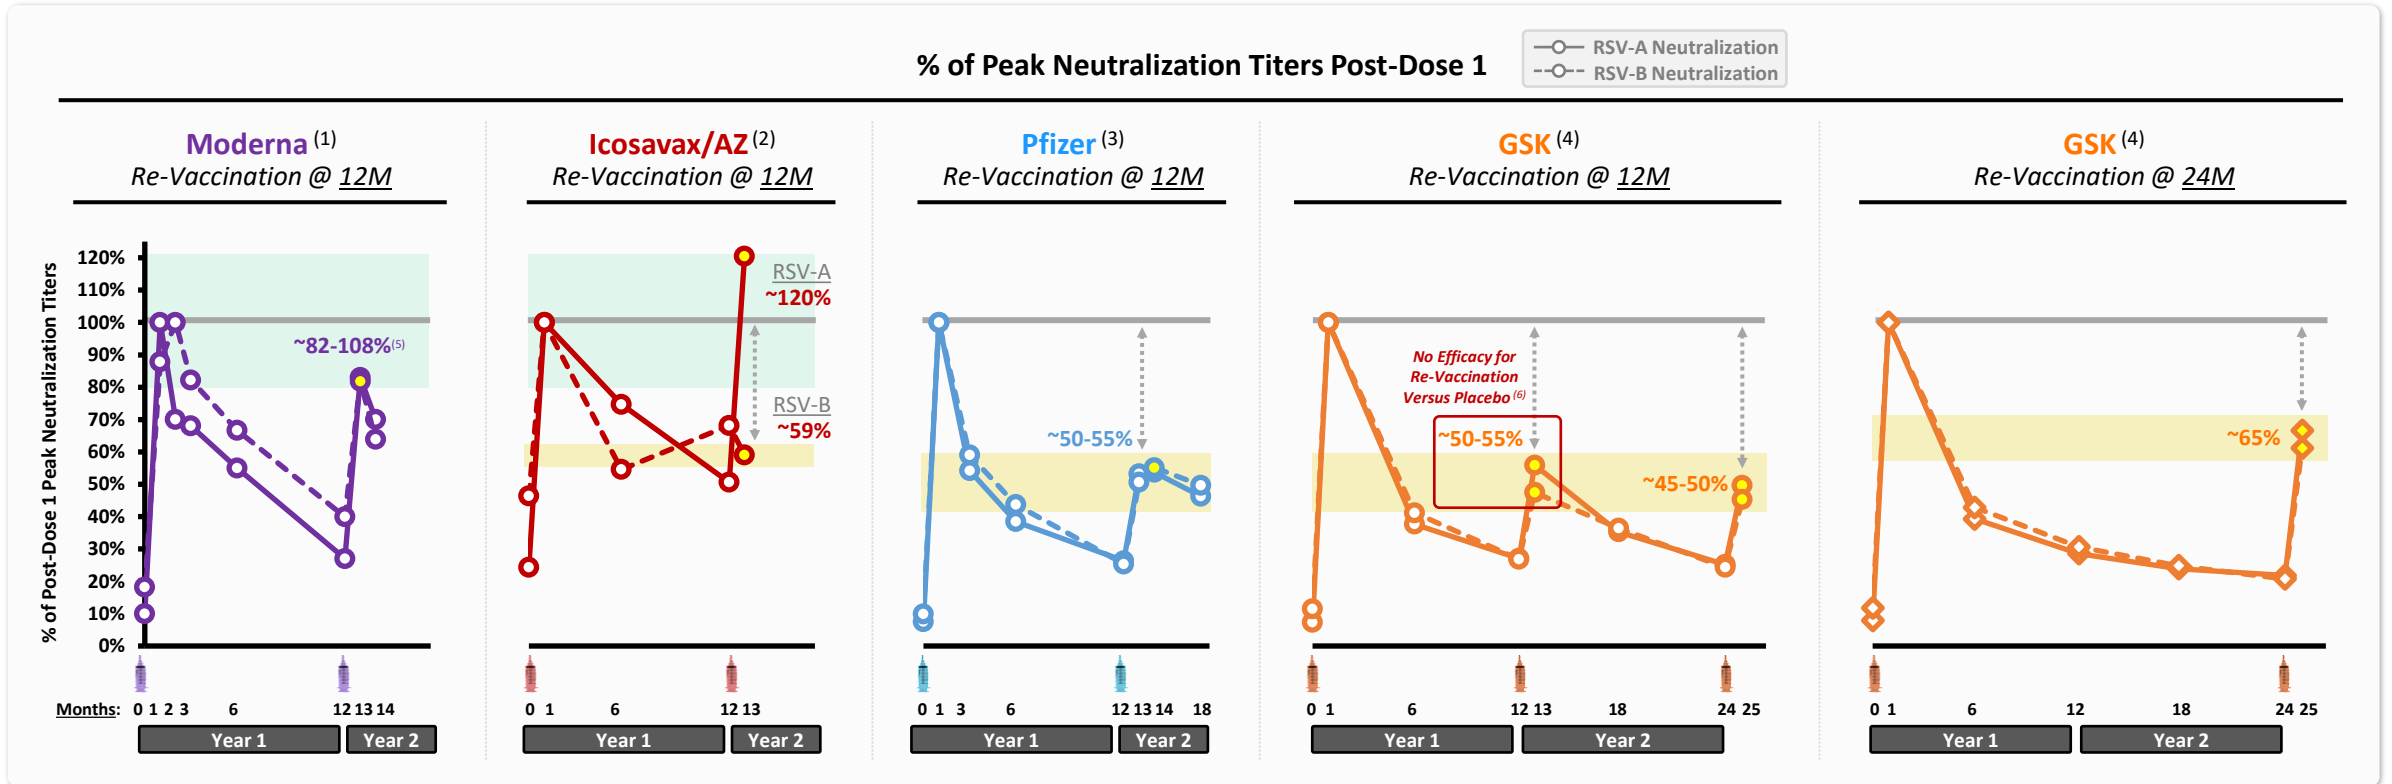 % of Peak Neutralization Titers Post-Dose 1
RSV-A Neutralization
RSV-B Neutralization
Moderna (1)
Re-Vaccination @ 12M
Icosavax/AZ (2)
Re-Vaccination @ 12M
Pfizer (3)
Re-Vaccination @ 12M
GSK (4)
Re-Vaccination @ 12M
GSK (4)
Re-Vaccination @ 24M
% of Post-Dose 1 Peak Neutralization Titers
120%
110%
100%
90%
80%
70%
60%
50%
40%
30%
20%
10%
0%
~82-108%(5)
RSV-A
~120%
RSV-B
~59%
~50-55%
No Efficacy for
Re-Vaccination
Versus Placebo (6)
~50-55%
~45-50%
~65%
Months: 0 1 2 3 6 12 13 14
0 1 6 12 13
0 1 3 6 12 13 14 18
0 1 6 12 13 18 24 25
0 1 6 12 18 24 25
Year 1 Year 2
Year 1 Year 2
Year 1 Year 2
Year 1 Year 2
Year 1 Year 2